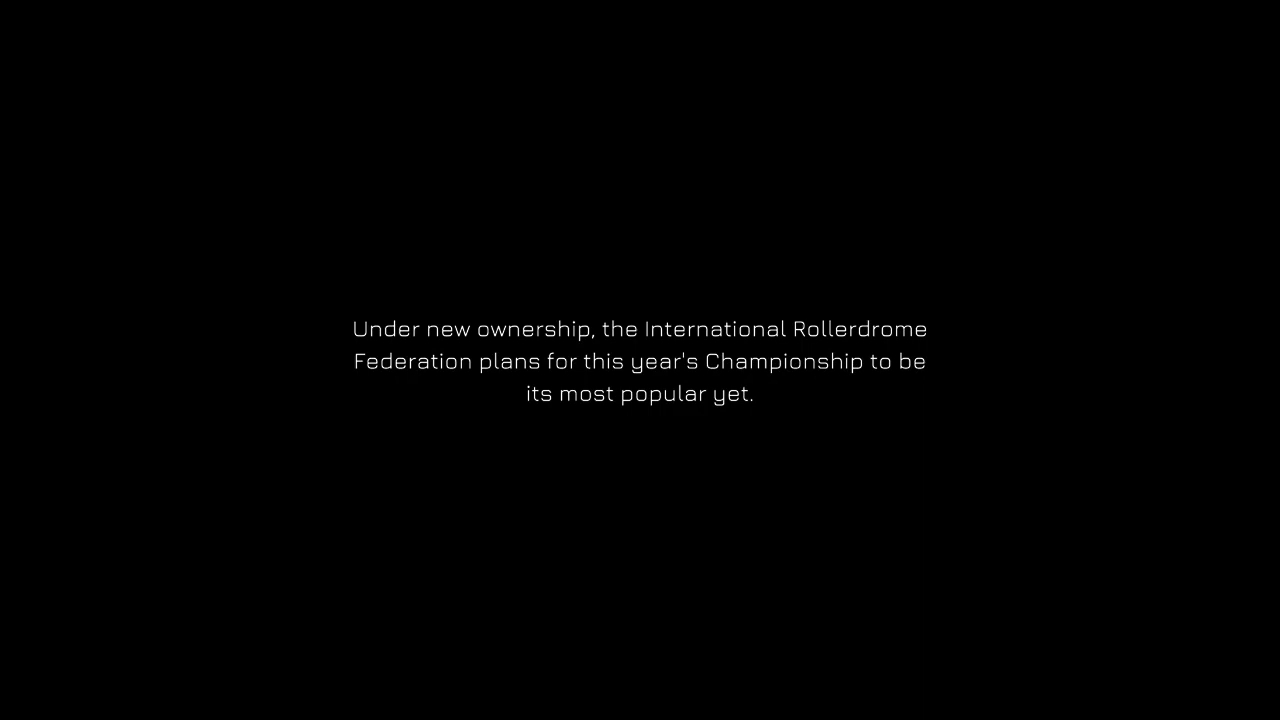 Under new ownership, the International Rollerdrome
Federation plans for this year's Championship to be
its most popular yet.